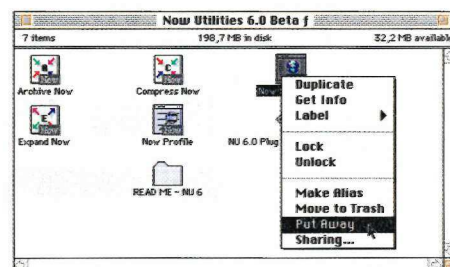 Now Utilities 6.0 Beta ƒ
7 items 198,7 MB in disk 32,2 MB available
Archive Now Compress Now Now
Expand Now Now Profile NU 6.0 Plug
READ ME - NU 6
Duplicate
Get Info
Label
Lock
Unlock
Make Alias
Move to Trash
Put Away
Sharing...